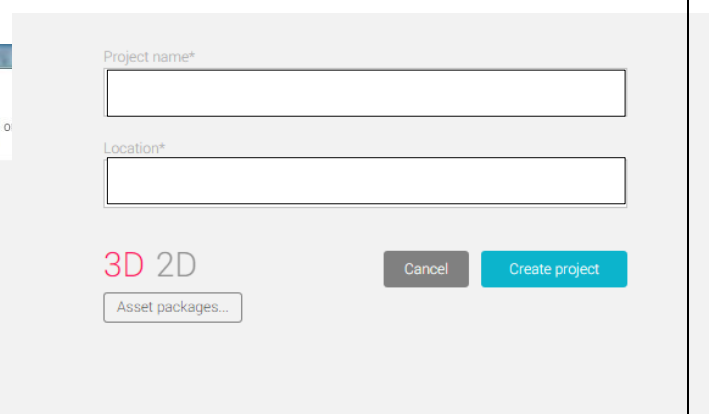 Project name*
Location*
3D 2D
Cancel
Create project
Asset packages...